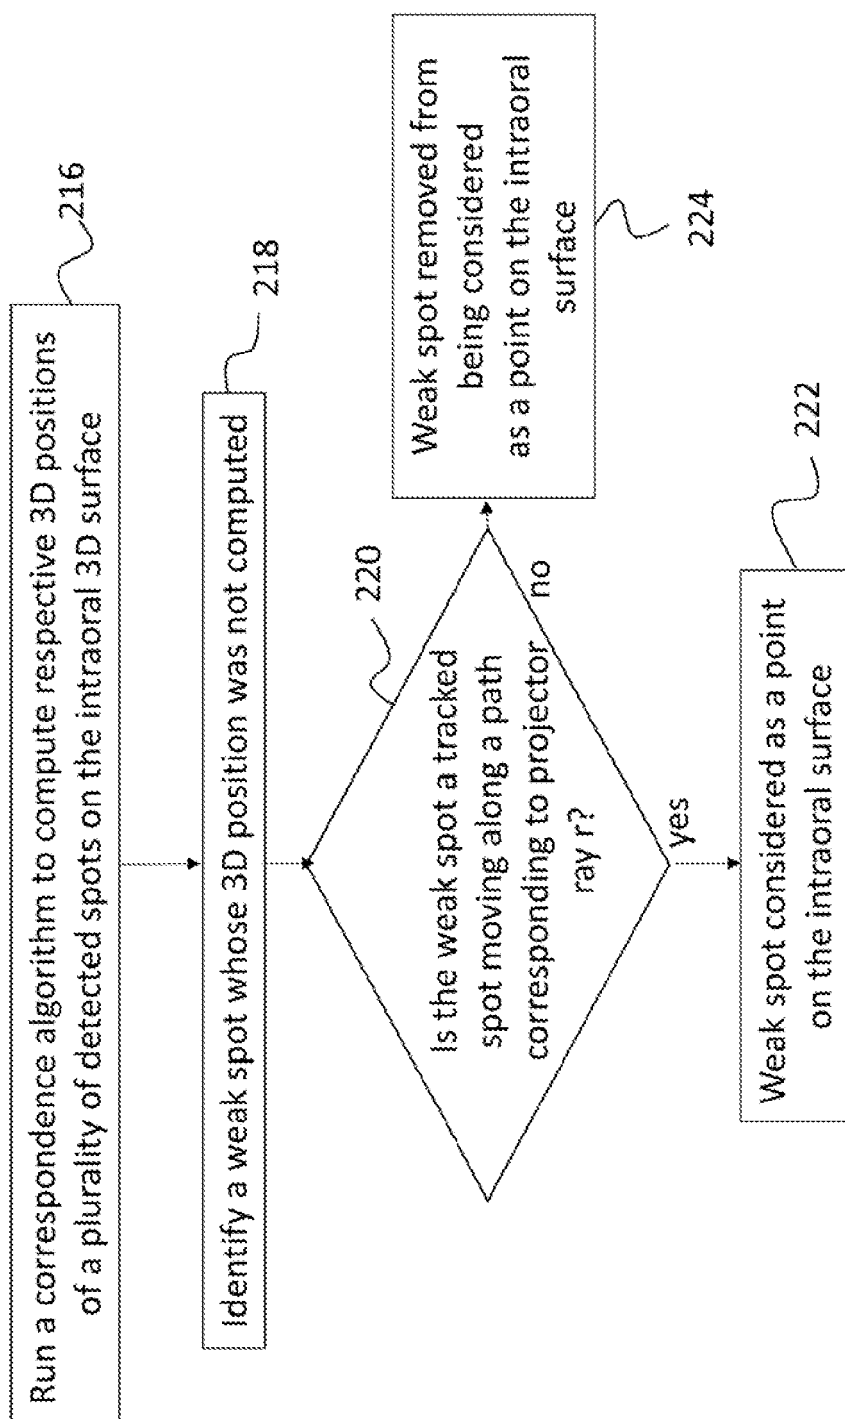 Run a correspondence algorithm to compute respective 3D positions
of a plurality of detected spots on the intraoral 3D surface
216
Identify a weak spot whose 3D position was not computed
218
Is the weak spot a tracked
spot moving along a path
corresponding to projector
ray r?
220
no
yes
Weak spot removed from
being considered
as a point on the intraoral
surface
224
Weak spot considered as a point
on the intraoral surface
222